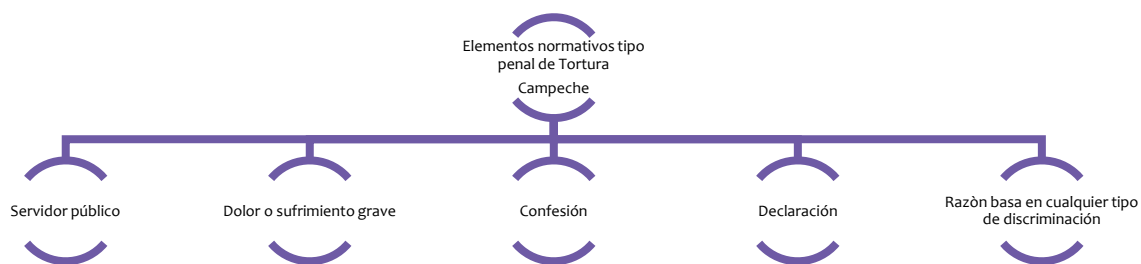 Elementos normativos tipo
penal de Tortura
Campeche
Servidor público
Dolor o sufrimiento grave
Confesión
Declaración
Razòn basa en cualquier tipo
de discriminación